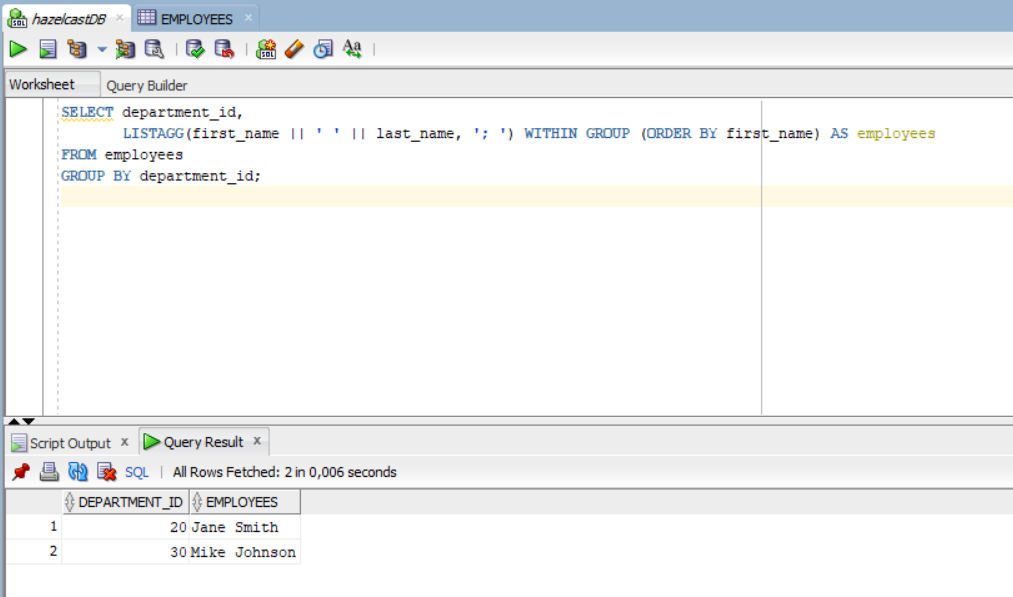 hazelcastDB × EMPLOYEES ×
Worksheet Query Builder
SELECT department_id,
LISTAGG(first_name || ' ' || last_name, '; ') WITHIN GROUP (ORDER BY first_name) AS employees
FROM employees
GROUP BY department_id;
Script Output × Query Result ×
SQL | All Rows Fetched: 2 in 0,006 seconds
DEPARTMENT_ID EMPLOYEES
1 20 Jane Smith
2 30 Mike Johnson